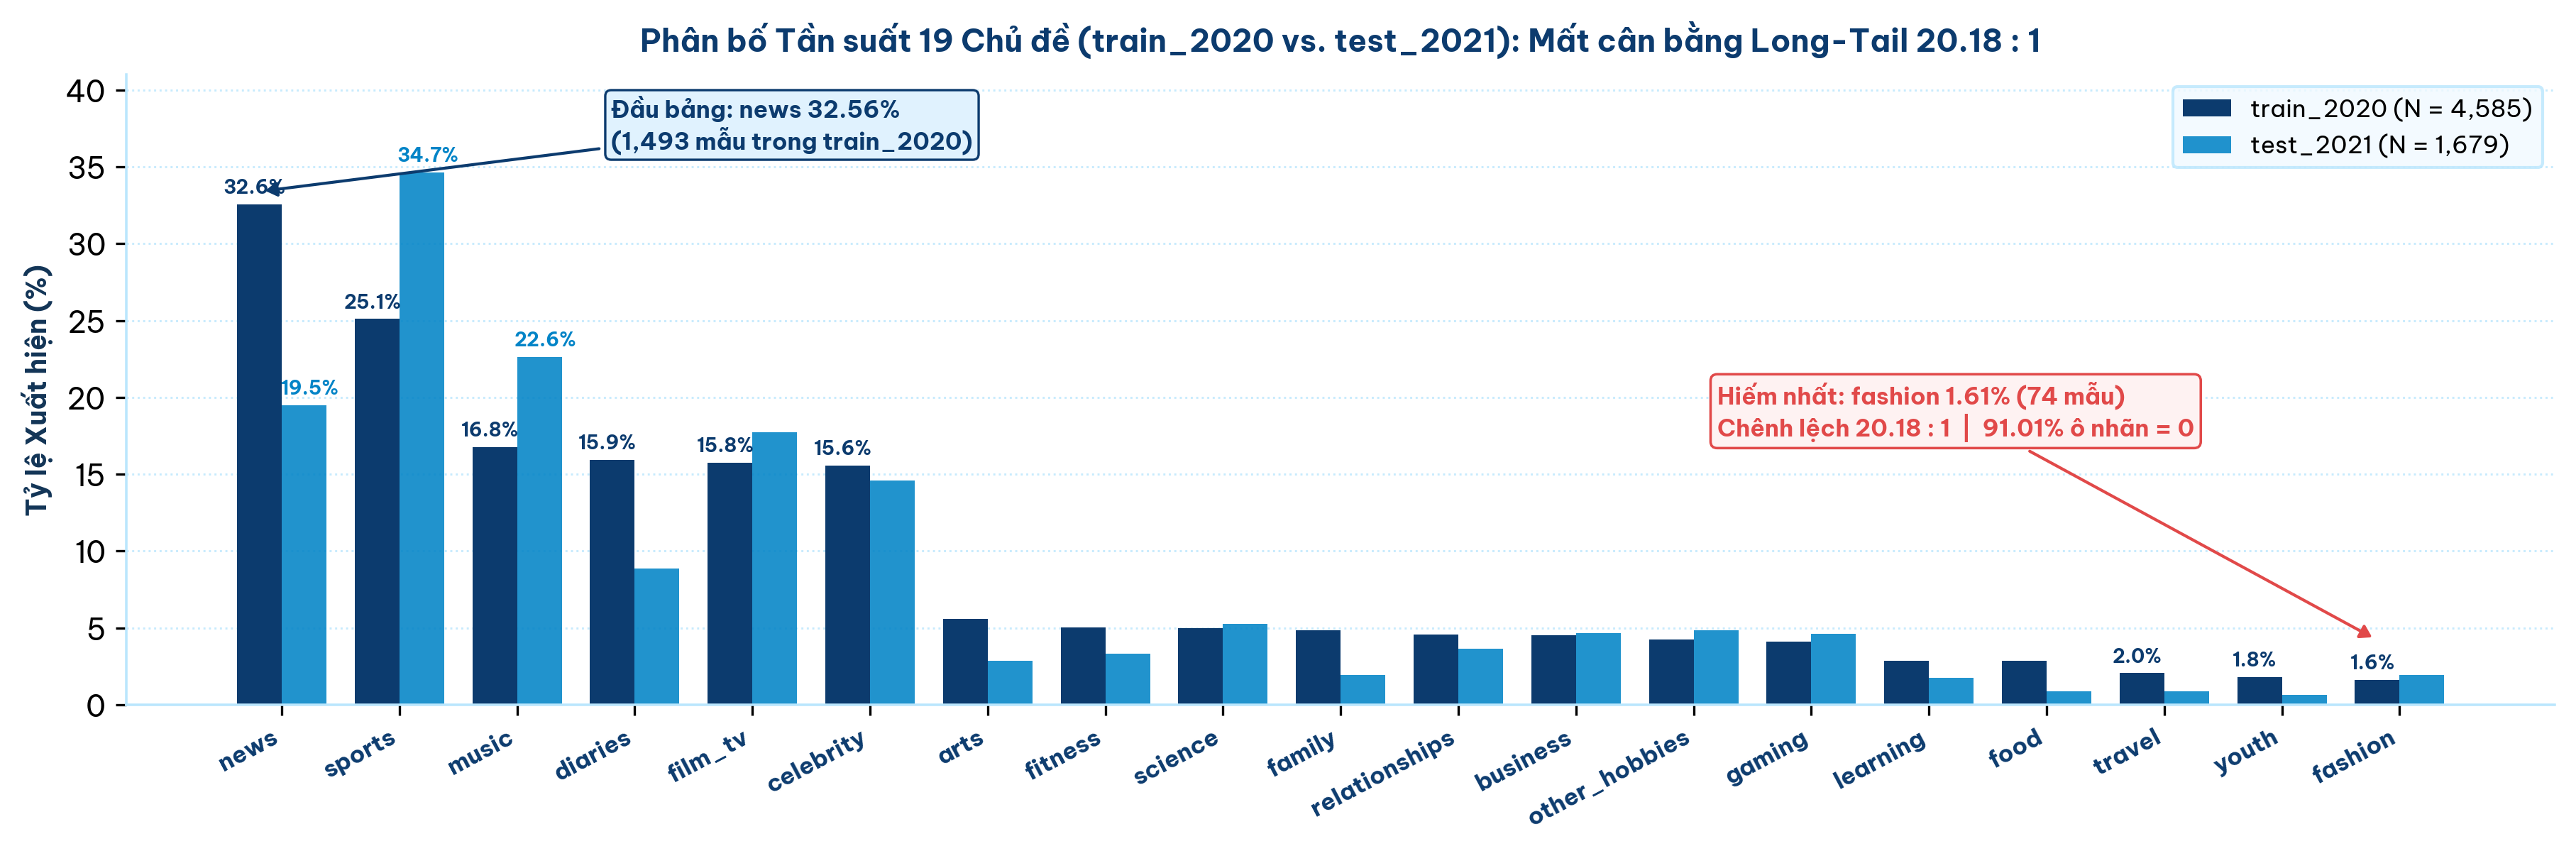 Phân bố Tần suất 19 Chủ đề (train_2020 vs. test_2021): Mất cân bằng Long-Tail 20.18 : 1
Tỷ lệ Xuất hiện (%)
40
35
30
25
20
15
10
5
0
Đầu bảng: news 32.56%
(1,493 mẫu trong train_2020)
train_2020 (N = 4,585)
test_2021 (N = 1,679)
32.6%
19.5%
25.1%
34.7%
16.8%
22.6%
15.9%
15.8%
15.6%
Hiếm nhất: fashion 1.61% (74 mẫu)
Chênh lệch 20.18 : 1 | 91.01% ô nhãn = 0
2.0%
1.8%
1.6%
news
sports
music
diaries
film_tv
celebrity
arts
fitness
science
family
relationships
business
other_hobbies
gaming
learning
food
travel
youth
fashion